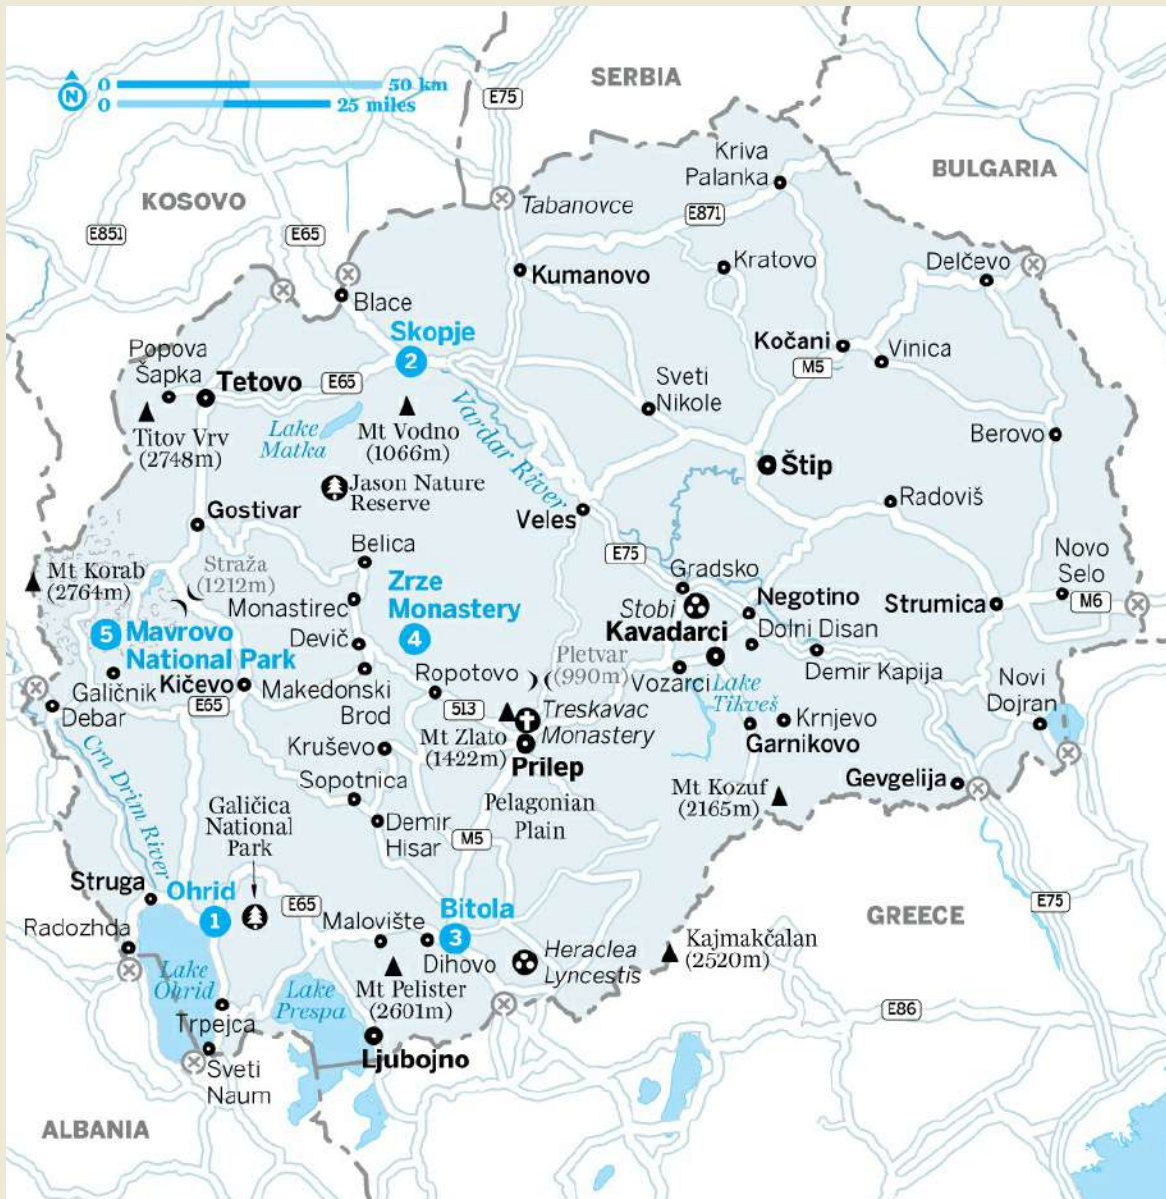 SERBIA
0
50 km
0
25 miles
N
E75
BULGARIA
Kriva
Palanka
KOSOVO
Tabanovce
E871
E851
E65
Kumanovo
Kratovo
Delčevo
Blace
Skopje
2
Kočani
Vinica
M5
Popova
Šapka
Tetovo
E65
Sveti
Nikole
Titov Vrv
(2748m)
Lake
Matka
Mt Vodno
(1066m)
Vardar River
Berovo
Štip
Jason Nature
Reserve
Radoviš
Gostivar
Veles
Belica
E75
Straža
(1212m)
Mt Korab
(2764m)
Zrze
Monastery
4
Gradsko
Novo
Selo
M6
Monastirec
Stobi
Negotino
Strumica
5
Mavrovo
National Park
Devič
Kavadarci
Dolni Disan
Pletvar
(990m)
Demir Kapija
Galičnik
Kičevo
Makedonski
Brod
Ropotovo
Vozarci
Lake
Tikveš
Novi
Dojran
Debar
E65
513
Treskavac
Monastery
Krnjevo
Garnikovo
Mt Zlato
(1422m)
Kruševo
Prilep
Crn Drim River
Sopotnica
Mt Kozuf
(2165m)
Gevgelija
Galičica
National
Park
Pelagonian
Plain
Demir
Hisar
M5
Struga
Ohrid
1
E65
Bitola
3
E75
GREECE
Radozhda
Malovište
Dihovo
Heraclea
Lyncestis
Kajmakčalan
(2520m)
Lake
Ohrid
Lake
Prespa
Mt Pelister
(2601m)
E86
Trpejca
Ljubojno
Sveti
Naum
ALBANIA